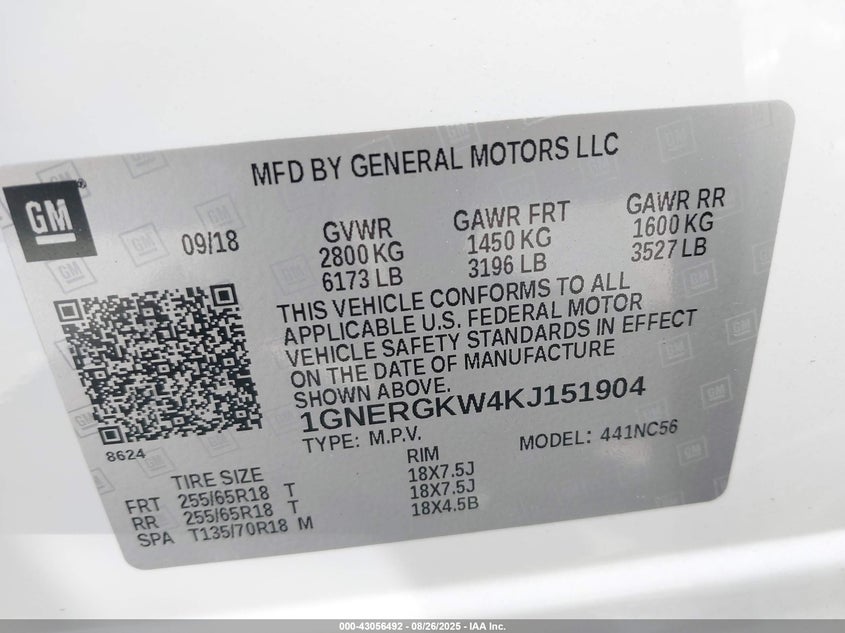 MFD BY GENERAL MOTORS LLC
GM®
09/18
GVWR
2800 KG
6173 LB
GAWR FRT
1450 KG
3196 LB
GAWR RR
1600 KG
3527 LB
THIS VEHICLE CONFORMS TO ALL
APPLICABLE U.S. FEDERAL MOTOR
VEHICLE SAFETY STANDARDS IN EFFECT
ON THE DATE OF MANUFACTURE
SHOWN ABOVE.
1GNERGKW4KJ151904
TYPE: M.P.V.
MODEL: 441NC56
8624
TIRE SIZE
RIM
FRT 255/65R18 T 18X7.5J
RR 255/65R18 T 18X7.5J
SPA T135/70R18 M 18X4.5B
000-43056492 - 08/26/2025 - IAA Inc.